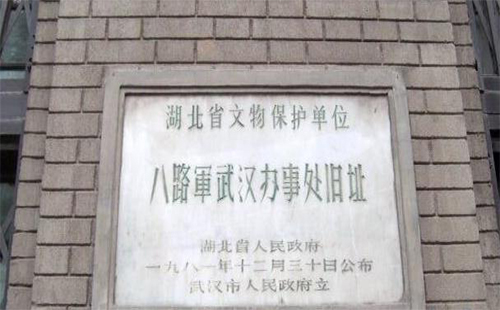 湖北省文物保护单位
八路軍武汉办事处旧址
湖北省人民政府
一九八一年十二月三十日公布
武汉市人民政府立